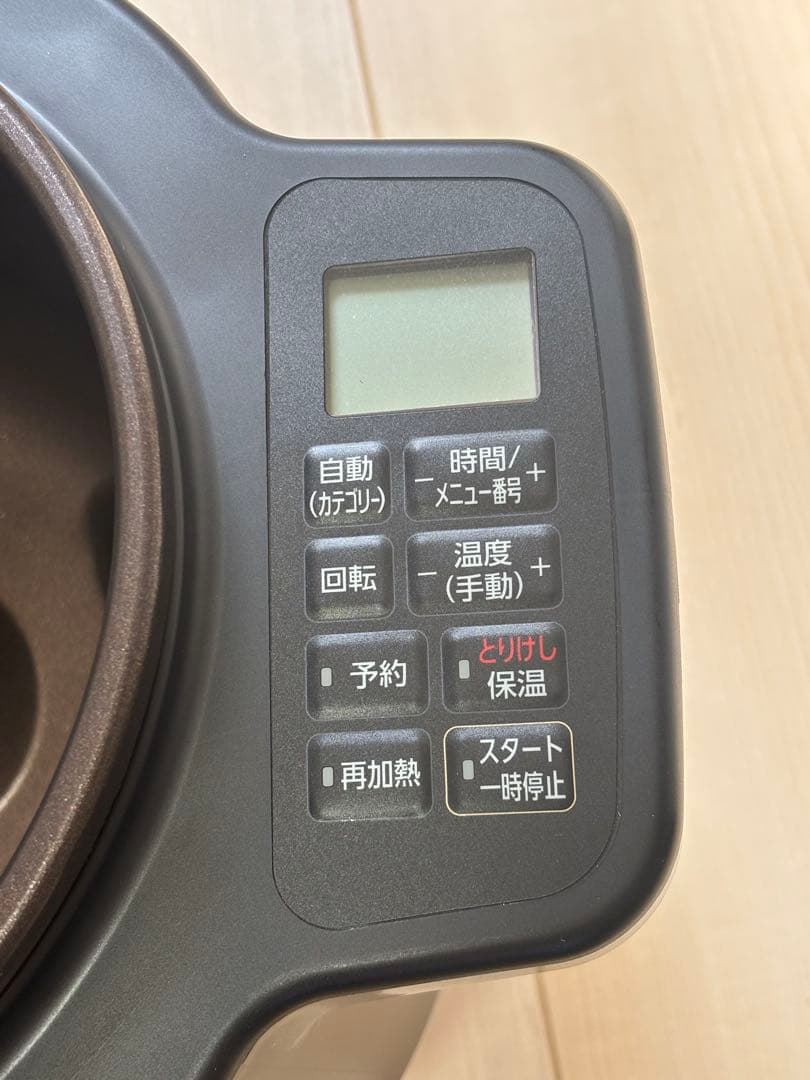 自動
(カテゴリー)
− 時間/ +
メニュー番号
回転
− 温度 +
(手動)
予約
とりけし
保温
再加熱
スタート
一時停止